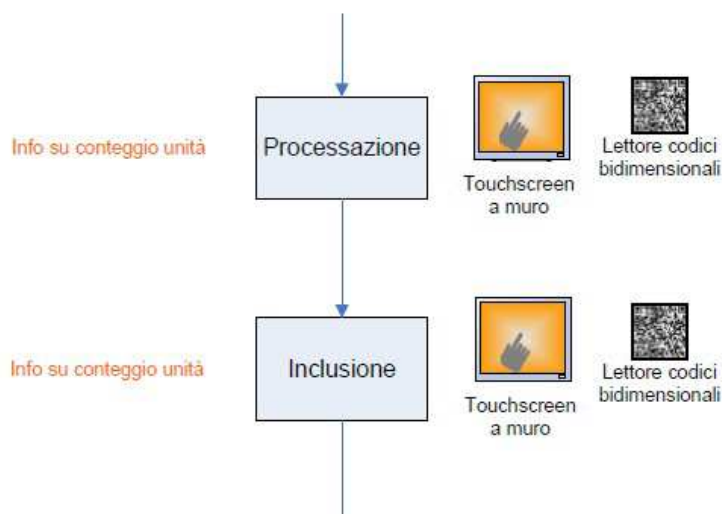 Info su conteggio unità
Processazione
Touchscreen
a muro
Lettore codici
bidimensionali
Info su conteggio unità
Inclusione
Touchscreen
a muro
Lettore codici
bidimensionali